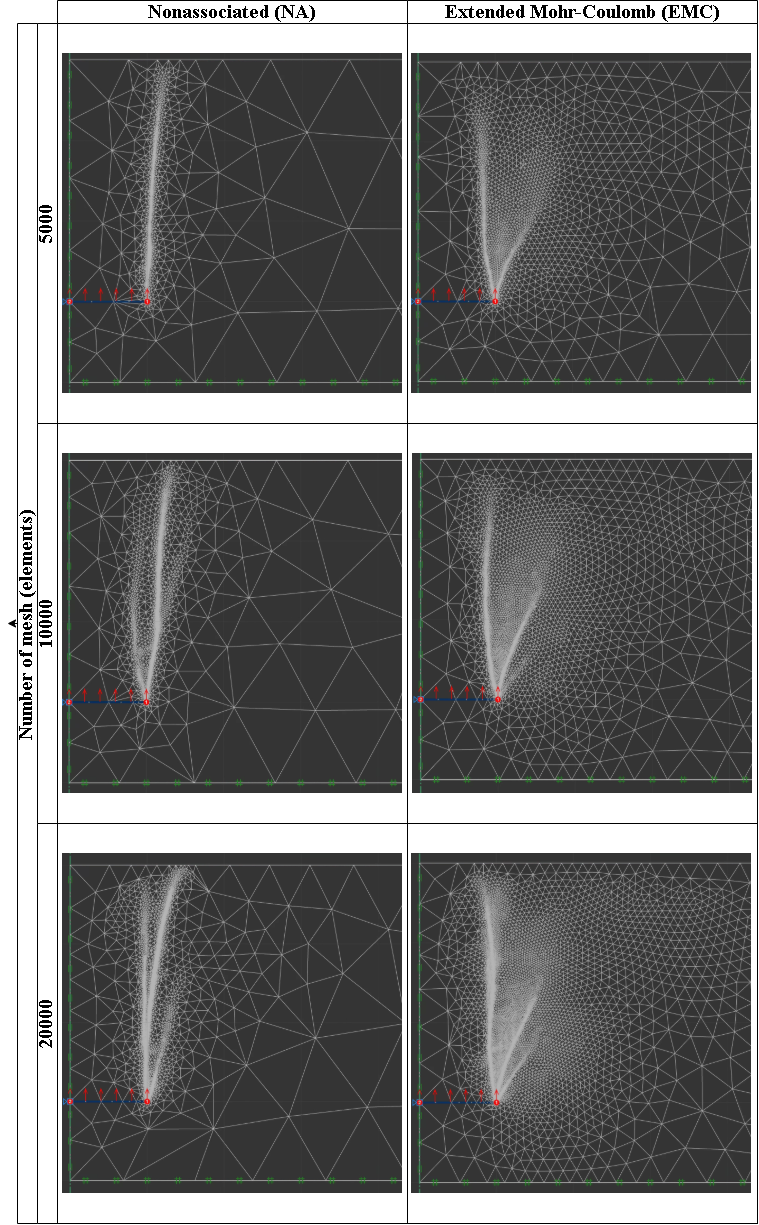 Nonassociated (NA)
Extended Mohr-Coulomb (EMC)
Number of mesh (elements)
5000
10000
20000